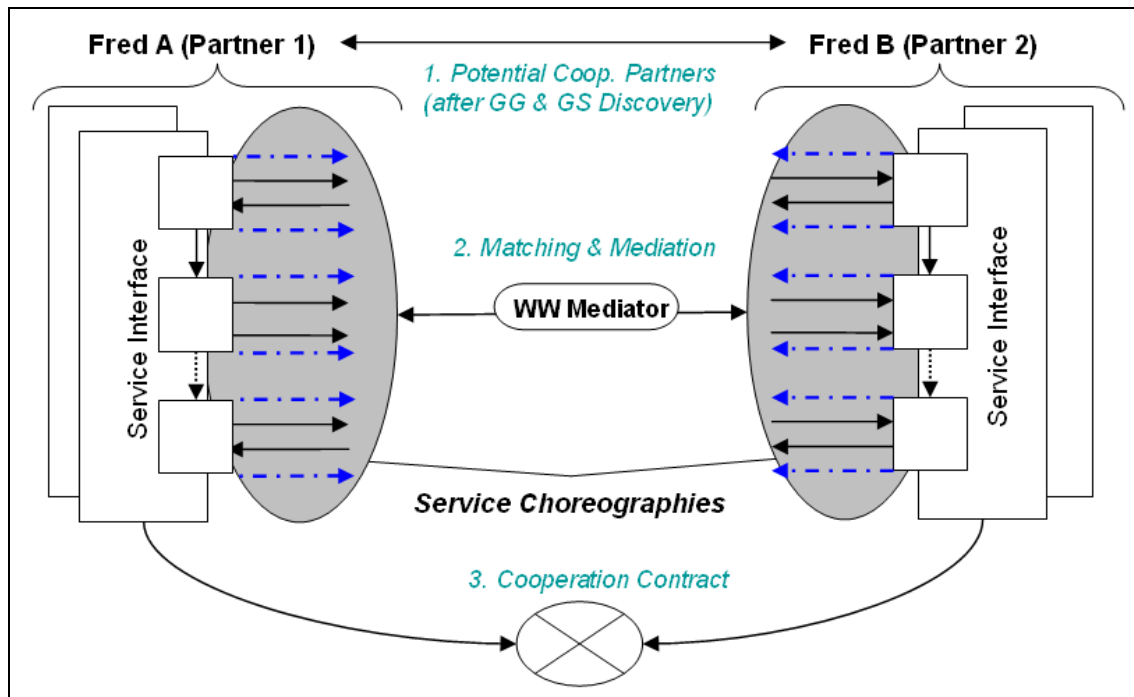 Fred A (Partner 1)
Fred B (Partner 2)
1. Potential Coop. Partners
(after GG & GS Discovery)
Service Interface
2. Matching & Mediation
WW Mediator
Service Interface
Service Choreographies
3. Cooperation Contract